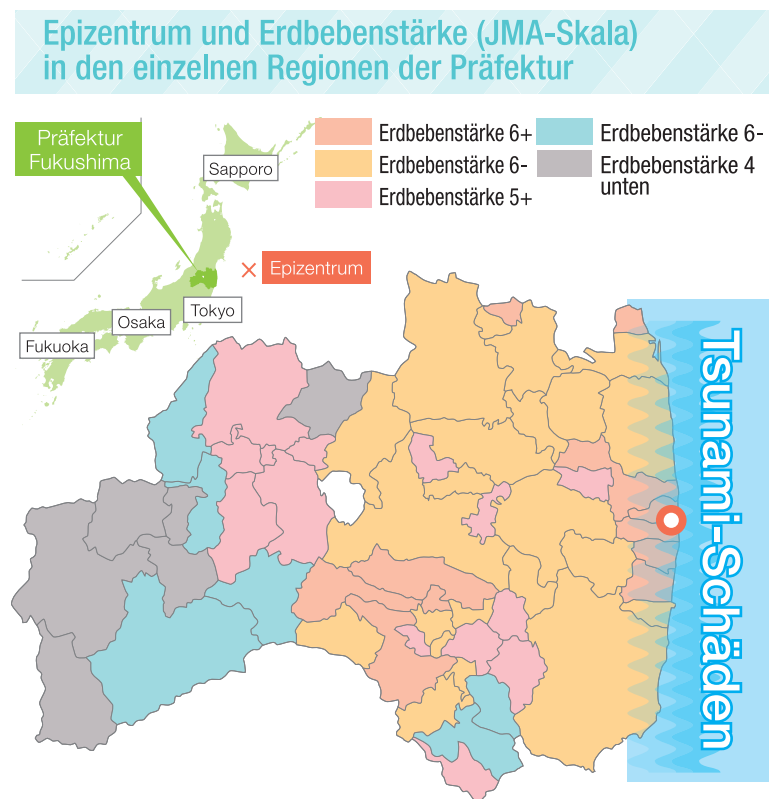 Epizentrum und Erdbebenstärke (JMA-Skala)
in den einzelnen Regionen der Präfektur
Präfektur
Fukushima
Sapporo
Erdbebenstärke 6+
Erdbebenstärke 6-
Erdbebenstärke 5+
Erdbebenstärke 6-
Erdbebenstärke 4
unten
Epizentrum
Tokyo
Osaka
Fukuoka
Tsunami-Schäden